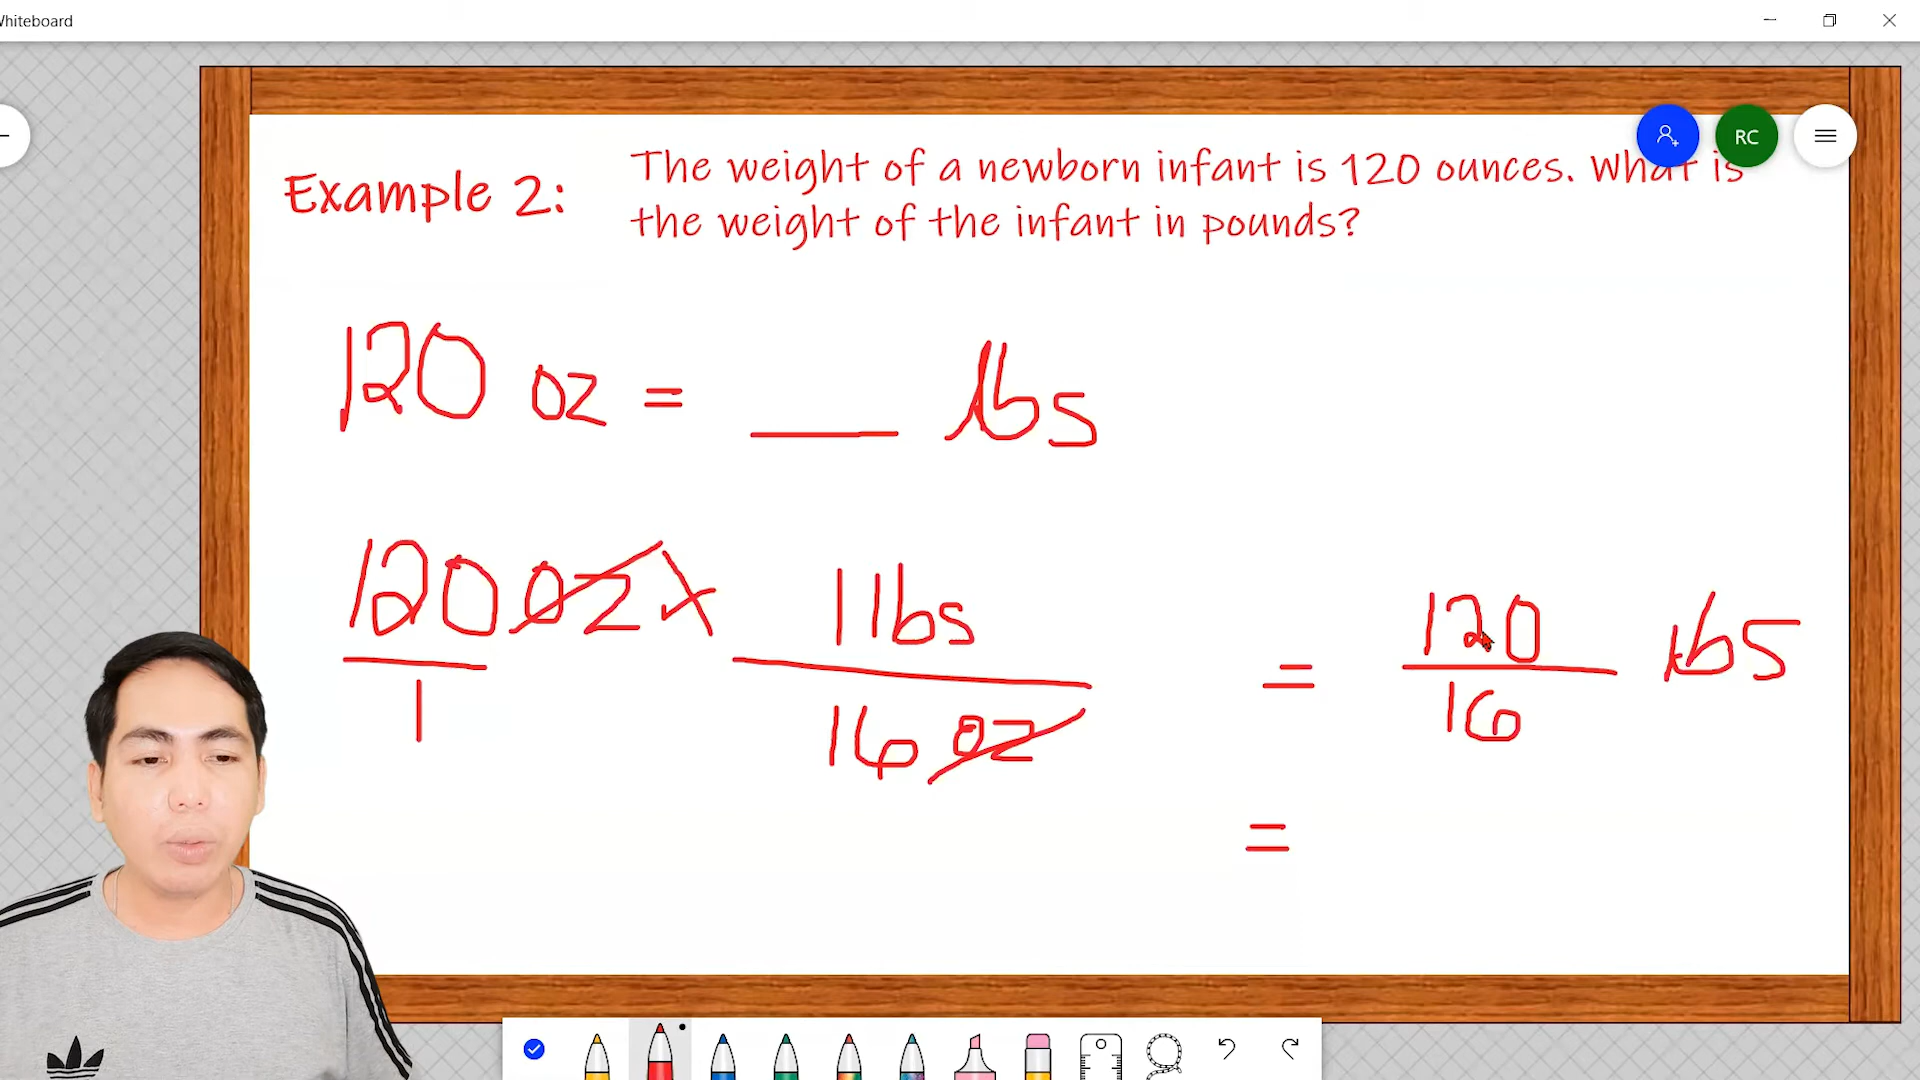 Whiteboard
RC
Example 2:
The weight of a newborn infant is 120 ounces. What is
the weight of the infant in pounds?
120 oz = ___ lbs
120 oz x 1 lbs = 120 lbs
1 16 oz 16
=